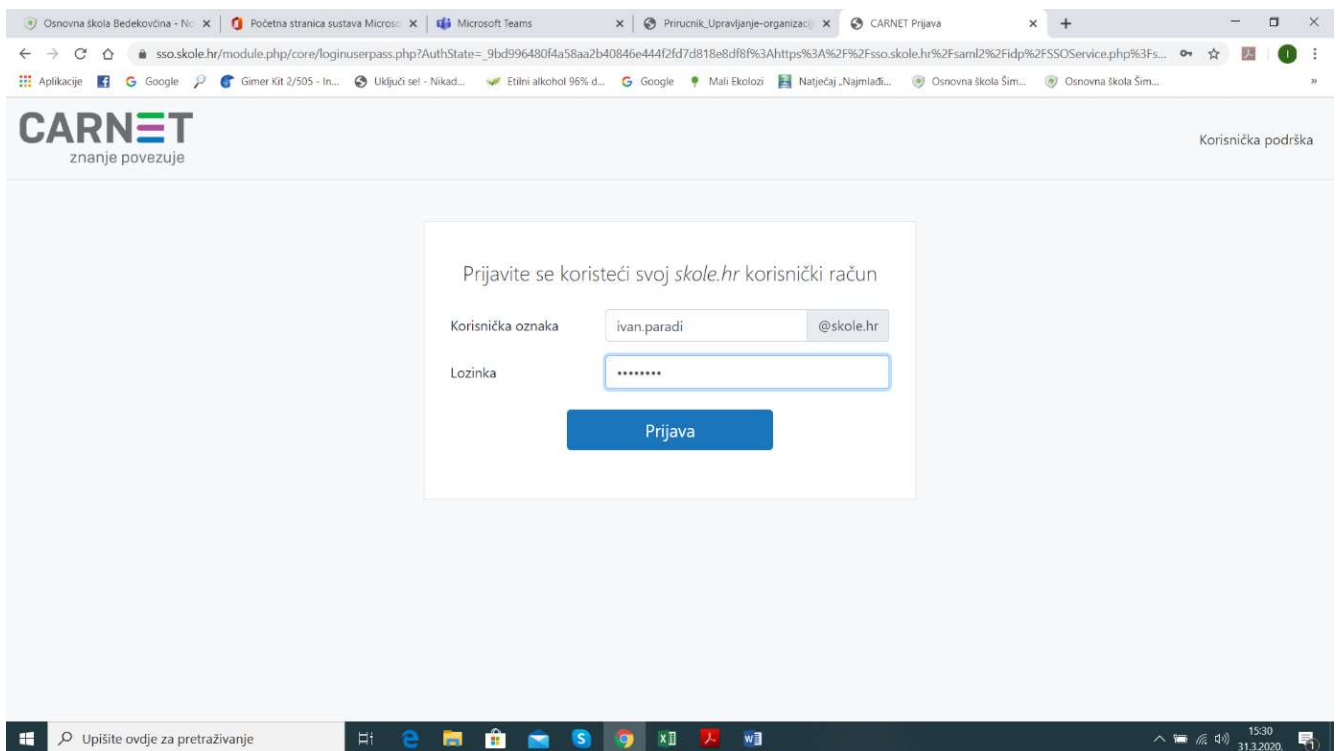 Osnovna škola Bedekovčina - No
Početna stranica sustava Microso
Microsoft Teams
Prirucnik_Upravljanje-organizacij
CARNET Prijava
sso.skole.hr/module.php/core/loginuserpass.php?AuthState=_9bd996480f4a58aa2b40846e444f2fd7d818e8df8f%3Ahttps%3A%2F%2Fsso.skole.hr%2Fsaml2%2Fidp%2FSSOService.php%3Fs...
Aplikacije
Google
Gimer Kit 2/505 - In...
Uključi se! - Nikad...
Etilni alkohol 96% d...
Google
Mali Ekolozi
Natječaj „Najmlađi...
Osnovna škola Šim...
Osnovna škola Šim...
CARNET
znanje povezuje
Korisnička podrška
Prijavite se koristeći svoj skole.hr korisnički račun
Korisnička oznaka
ivan.paradi
@skole.hr
Lozinka
••••••••
Prijava
Upišite ovdje za pretraživanje
15:30
31.3.2020.